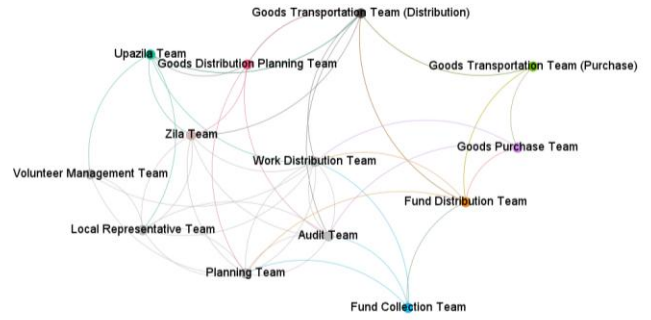 Goods Transportation Team (Distribution)
Upazila Team
Goods Distribution Planning Team
Goods Transportation Team (Purchase)
Zila Team
Work Distribution Team
Goods Purchase Team
Volunteer Management Team
Fund Distribution Team
Local Representative Team
Audit Team
Planning Team
Fund Collection Team